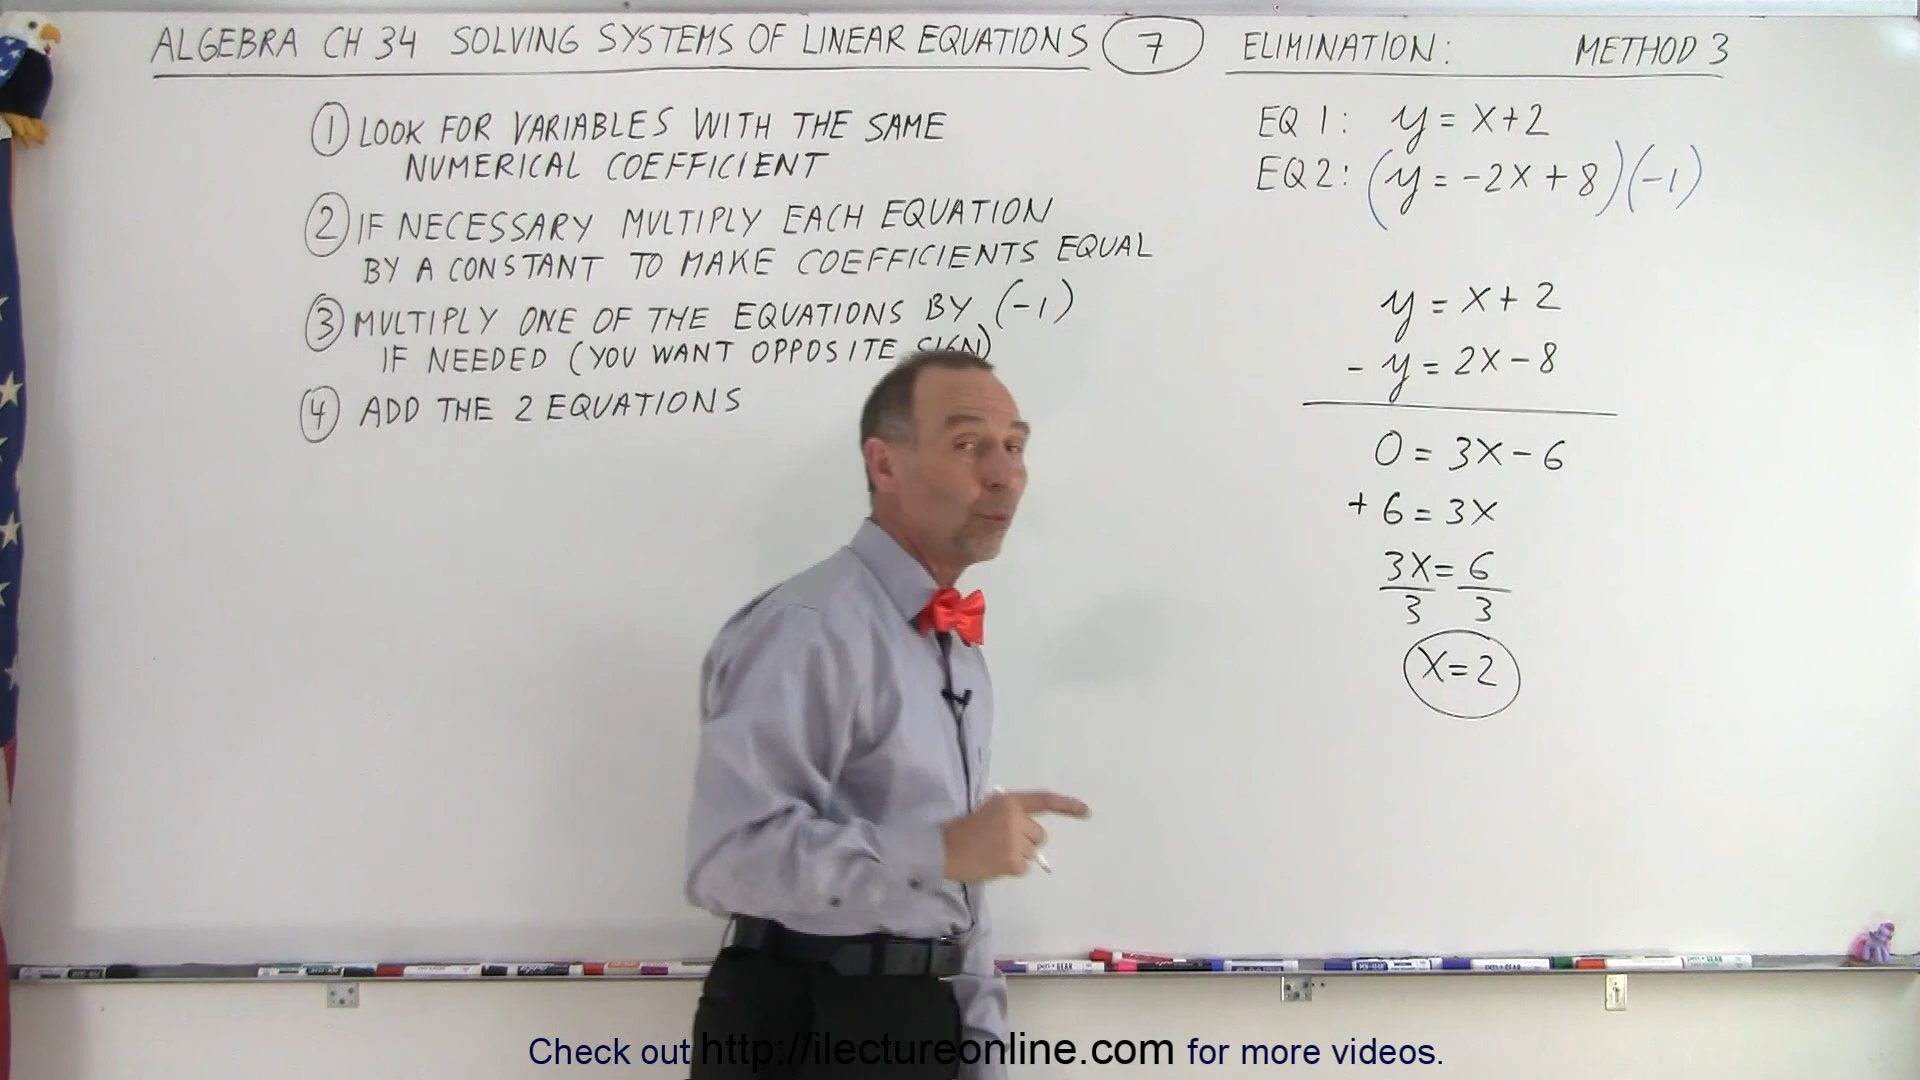 ALGEBRA CH 34 SOLVING SYSTEMS OF LINEAR EQUATIONS 7 ELIMINATION: METHOD 3
① LOOK FOR VARIABLES WITH THE SAME
NUMERICAL COEFFICIENT
② IF NECESSARY MULTIPLY EACH EQUATION
BY A CONSTANT TO MAKE COEFFICIENTS EQUAL
③ MULTIPLY ONE OF THE EQUATIONS BY (-1)
IF NEEDED (YOU WANT OPPOSITE SIGN)
④ ADD THE 2 EQUATIONS
EQ 1: y = x+2
EQ2: (y = -2x+8)(-1)
y = x+2
-y = 2x-8
0 = 3x-6
+6 = 3x
3x = 6
3 3
x=2
Check out http://ilectureonline.com for more videos.